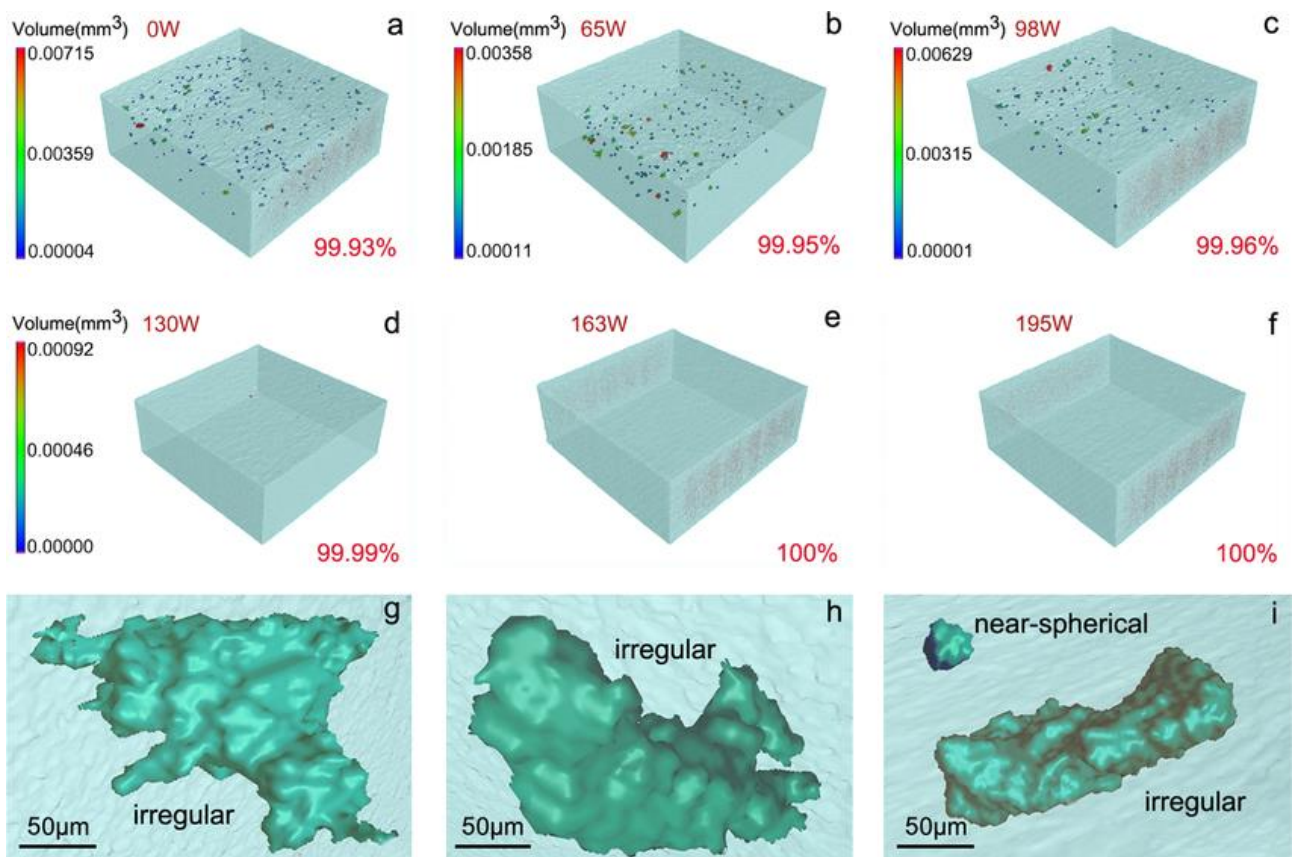 Volume(mm³) 0W a
0.00715
0.00359
0.00004
99.93%
Volume(mm³) 65W b
0.00358
0.00185
0.00011
99.95%
Volume(mm³) 98W c
0.00629
0.00315
0.00001
99.96%
Volume(mm³) 130W d
0.00092
0.00046
0.00000
99.99%
163W e
100%
195W f
100%
g
irregular
50μm
h
irregular
50μm
i
near-spherical
irregular
50μm